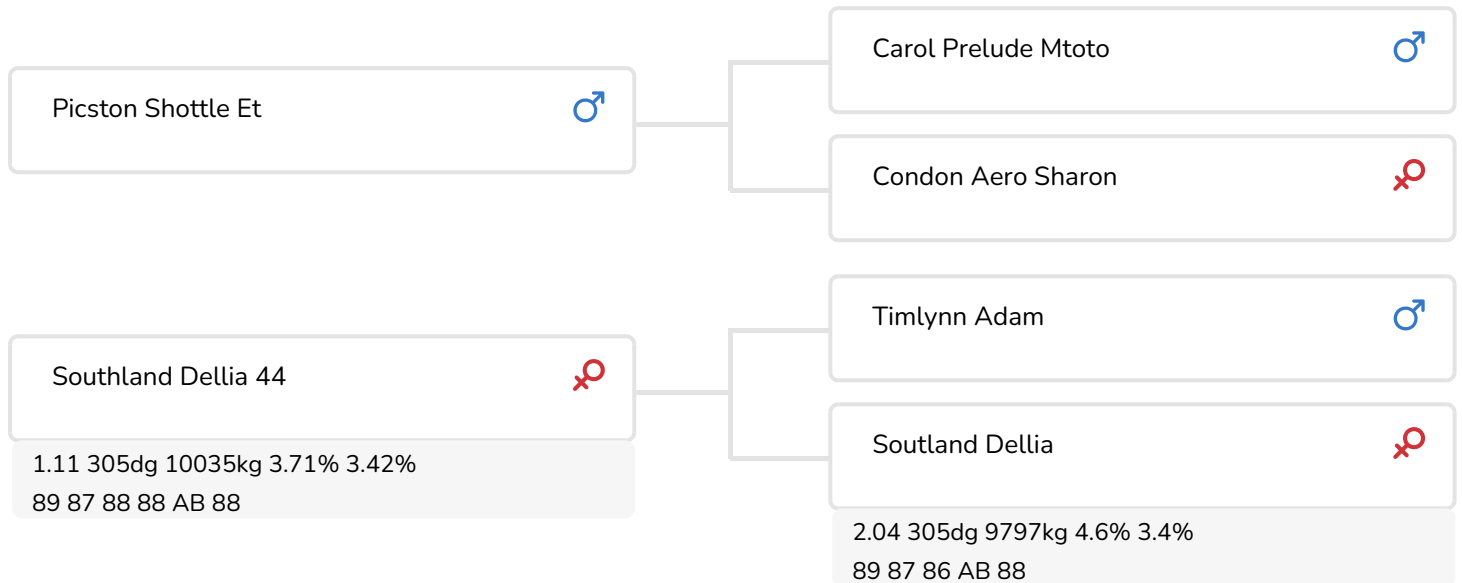 Carol Prelude Mtoto
Picston Shottle Et
Condon Aero Sharon
Timlynn Adam
Southland Dellia 44
Soutland Dellia
1.11 305dg 10035kg 3.71% 3.42%
89 87 88 88 AB 88
2.04 305dg 9797kg 4.6% 3.4%
89 87 86 AB 88